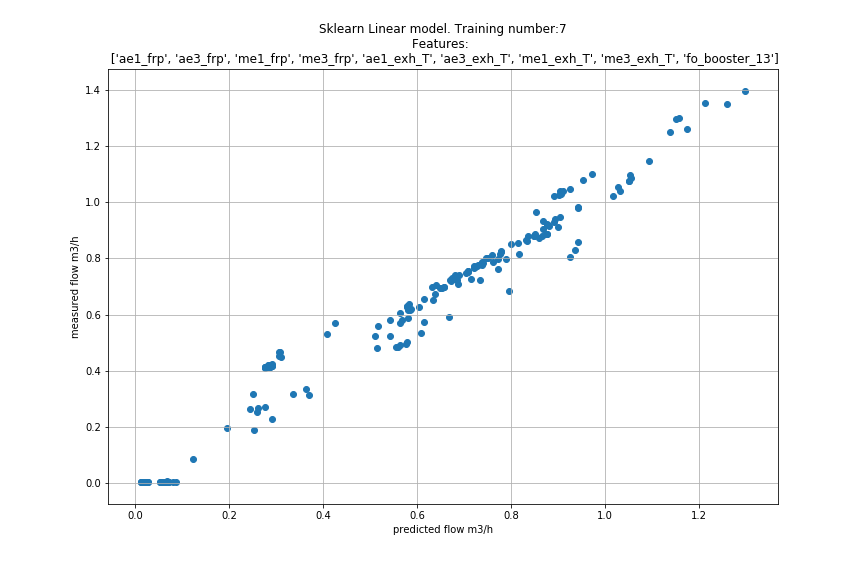 Sklearn Linear model. Training number:7
Features:
['ae1_frp', 'ae3_frp', 'me1_frp', 'me3_frp', 'ae1_exh_T', 'ae3_exh_T', 'me1_exh_T', 'me3_exh_T', 'fo_booster_13']
measured flow m3/h
1.4
1.2
1.0
0.8
0.6
0.4
0.2
0.0
0.0 0.2 0.4 0.6 0.8 1.0 1.2
predicted flow m3/h